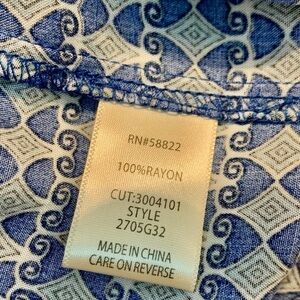 RN#58822
100%RAYON
CUT:3004101
STYLE
2705G32
MADE IN CHINA
CARE ON REVERSE